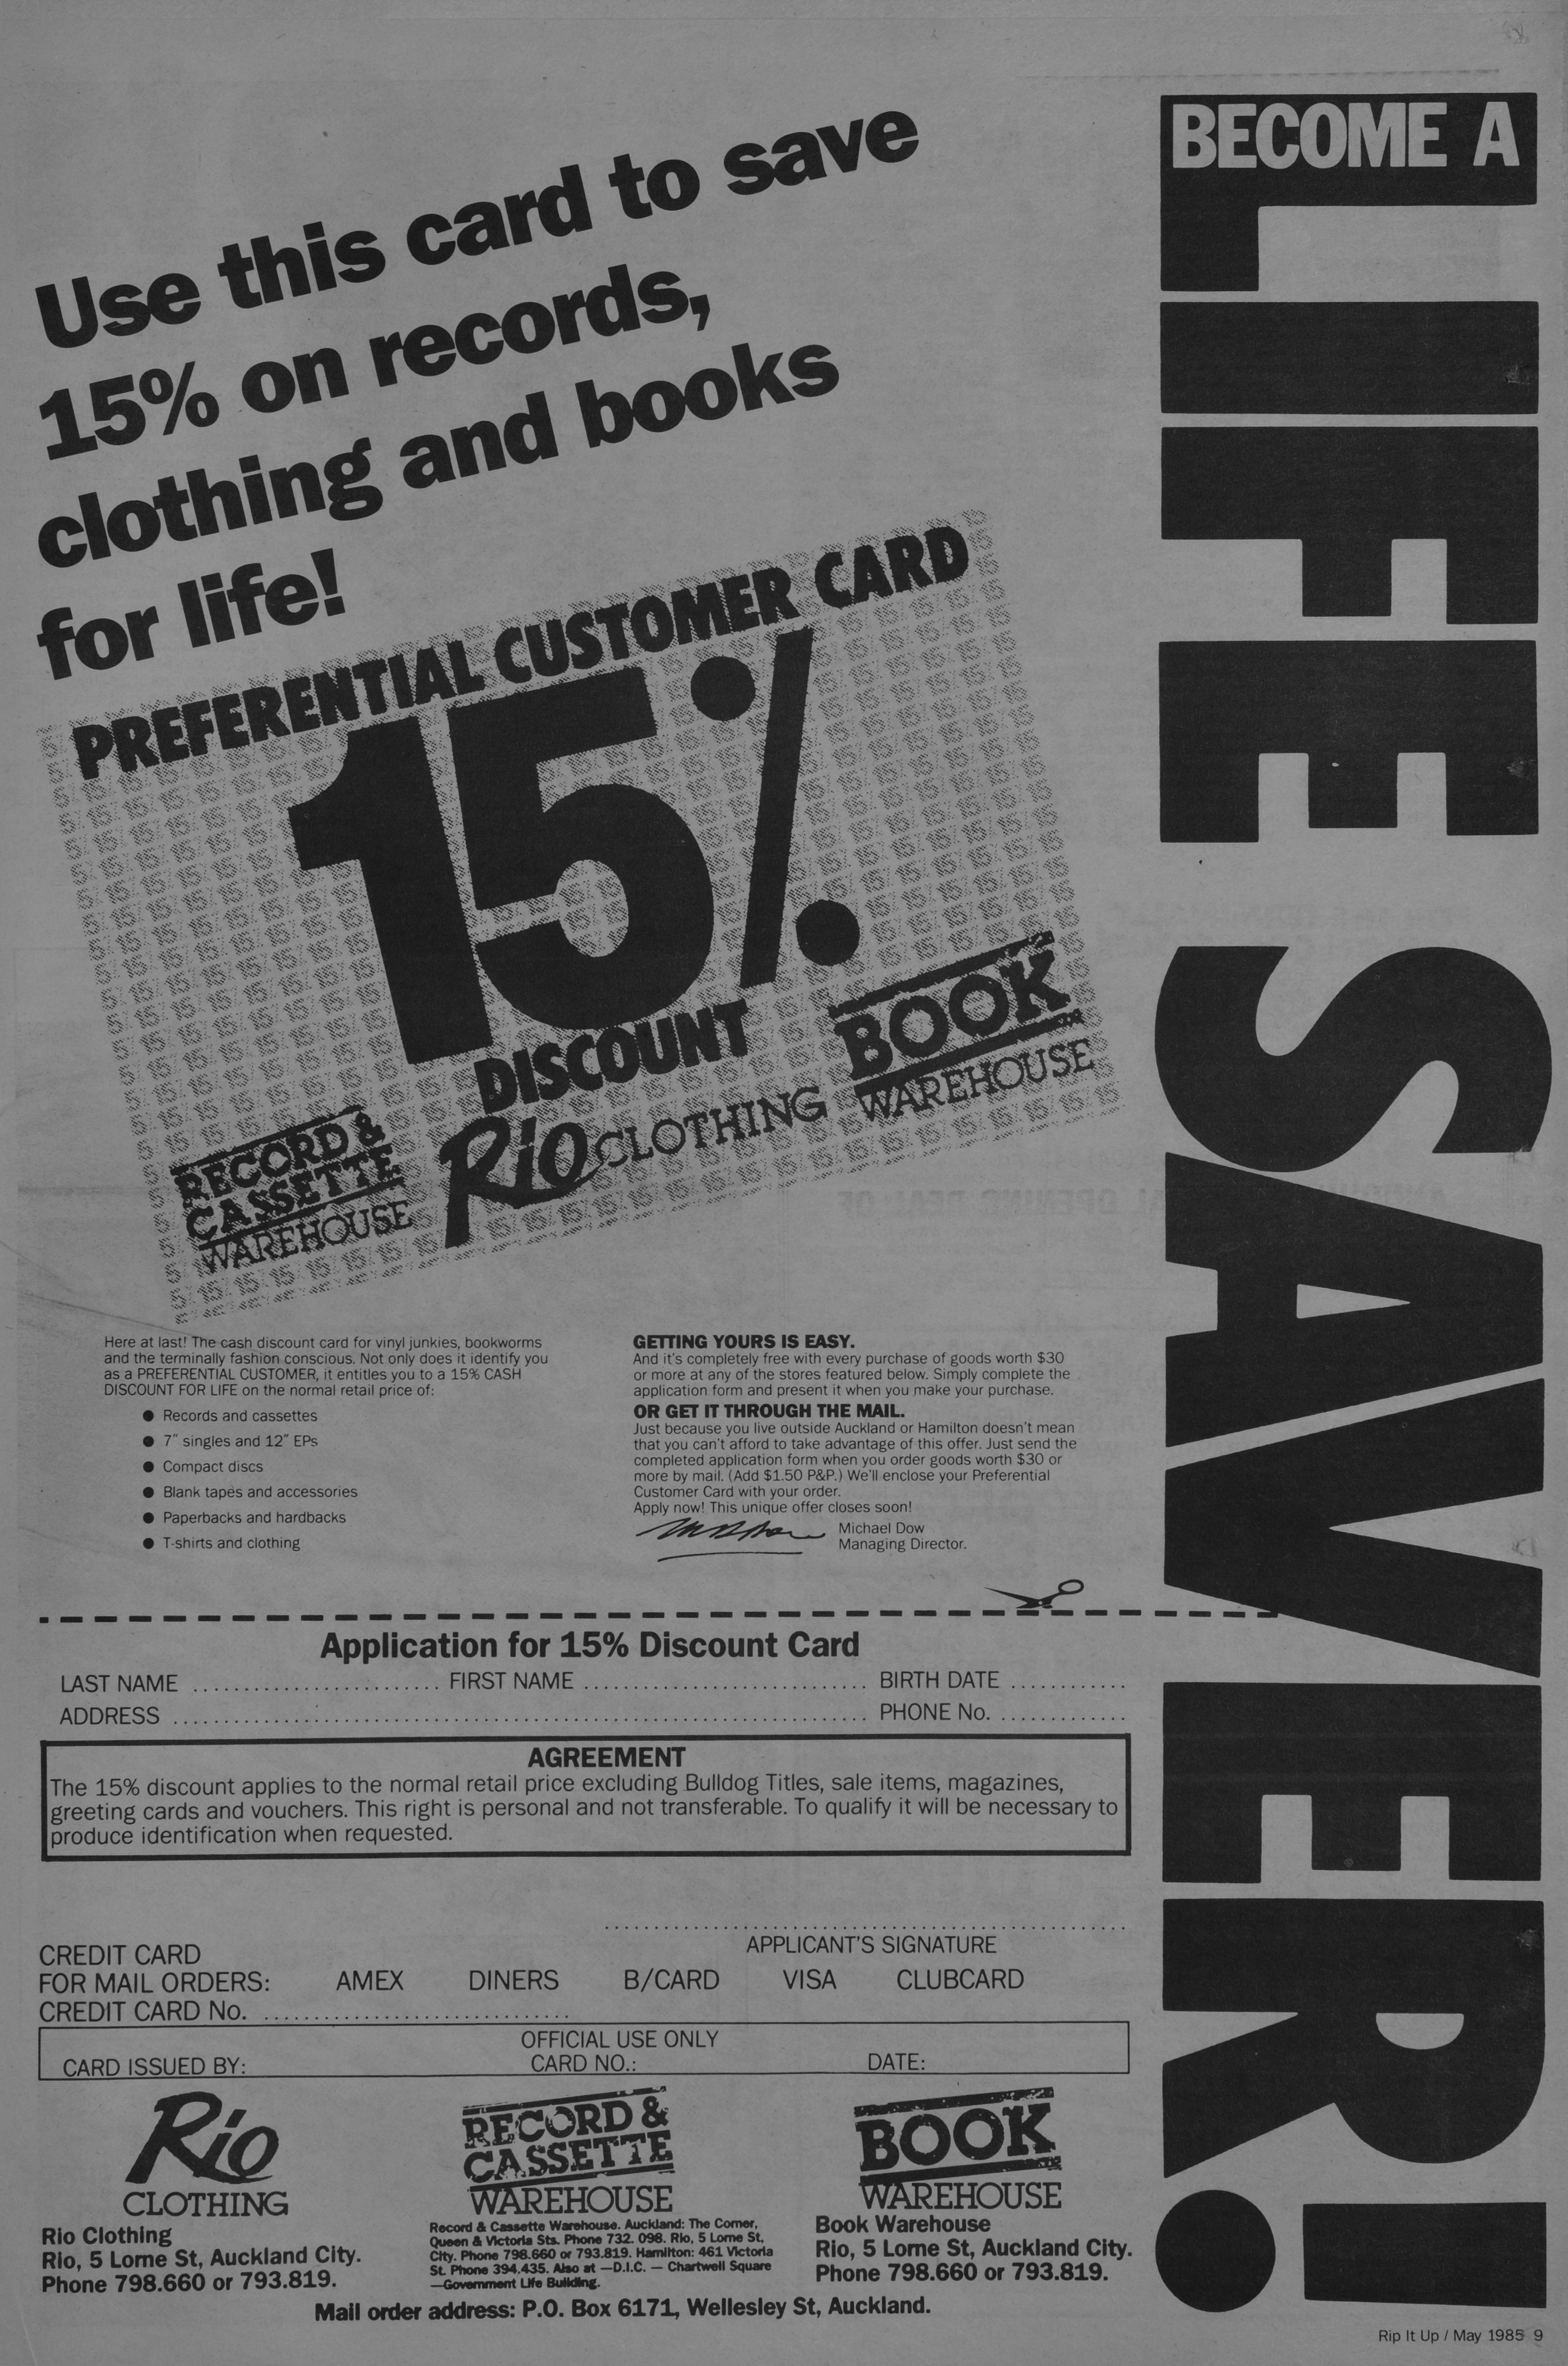 BECOME A
LIFE SAVER!
Use this card to save
15% on records,
clothing and books
for life!
PREFERENTIAL CUSTOMER CARD
15%
DISCOUNT
RECORD &
CASSETTE
WAREHOUSE
Rio CLOTHING
BOOK
WAREHOUSE
Here at last! The cash discount card for vinyl junkies, bookworms
and the terminally fashion conscious. Not only does it identify you
as a PREFERENTIAL CUSTOMER, it entitles you to a 15% CASH
DISCOUNT FOR LIFE on the normal retail price of:
● Records and cassettes
● 7″ singles and 12″ EPs
● Compact discs
● Blank tapes and accessories
● Paperbacks and hardbacks
● T-shirts and clothing
GETTING YOURS IS EASY.
And it's completely free with every purchase of goods worth $30
or more at any of the stores featured below. Simply complete the
application form and present it when you make your purchase.
OR GET IT THROUGH THE MAIL.
Just because you live outside Auckland or Hamilton doesn't mean
that you can't afford to take advantage of this offer. Just send the
completed application form when you order goods worth $30 or
more by mail. (Add $1.50 P&P.) We'll enclose your Preferential
Customer Card with your order.
Apply now! This unique offer closes soon!
Michael Dow
Managing Director.
Application for 15% Discount Card
LAST NAME ........................ FIRST NAME ........................ BIRTH DATE ............
ADDRESS ........................ PHONE No. ............
AGREEMENT
The 15% discount applies to the normal retail price excluding Bulldog Titles, sale items, magazines,
greeting cards and vouchers. This right is personal and not transferable. To qualify it will be necessary to
produce identification when requested.
APPLICANT'S SIGNATURE
CREDIT CARD
FOR MAIL ORDERS: AMEX DINERS B/CARD VISA CLUBCARD
CREDIT CARD No. ........................
OFFICIAL USE ONLY
CARD ISSUED BY: CARD NO.: DATE:
Rio
CLOTHING
Rio Clothing
Rio, 5 Lorne St, Auckland City.
Phone 798.660 or 793.819.
RECORD &
CASSETTE
WAREHOUSE
Record & Cassette Warehouse. Auckland: The Corner,
Queen & Victoria Sts. Phone 732. 098. Rio, 5 Lorne St,
City. Phone 798.660 or 793.819. Hamilton: 461 Victoria
St. Phone 394.435. Also at —D.I.C. — Chartwell Square
—Government Life Building.
BOOK
WAREHOUSE
Book Warehouse
Rio, 5 Lorne St, Auckland City.
Phone 798.660 or 793.819.
Mail order address: P.O. Box 6171, Wellesley St, Auckland.
Rip It Up / May 1985 9